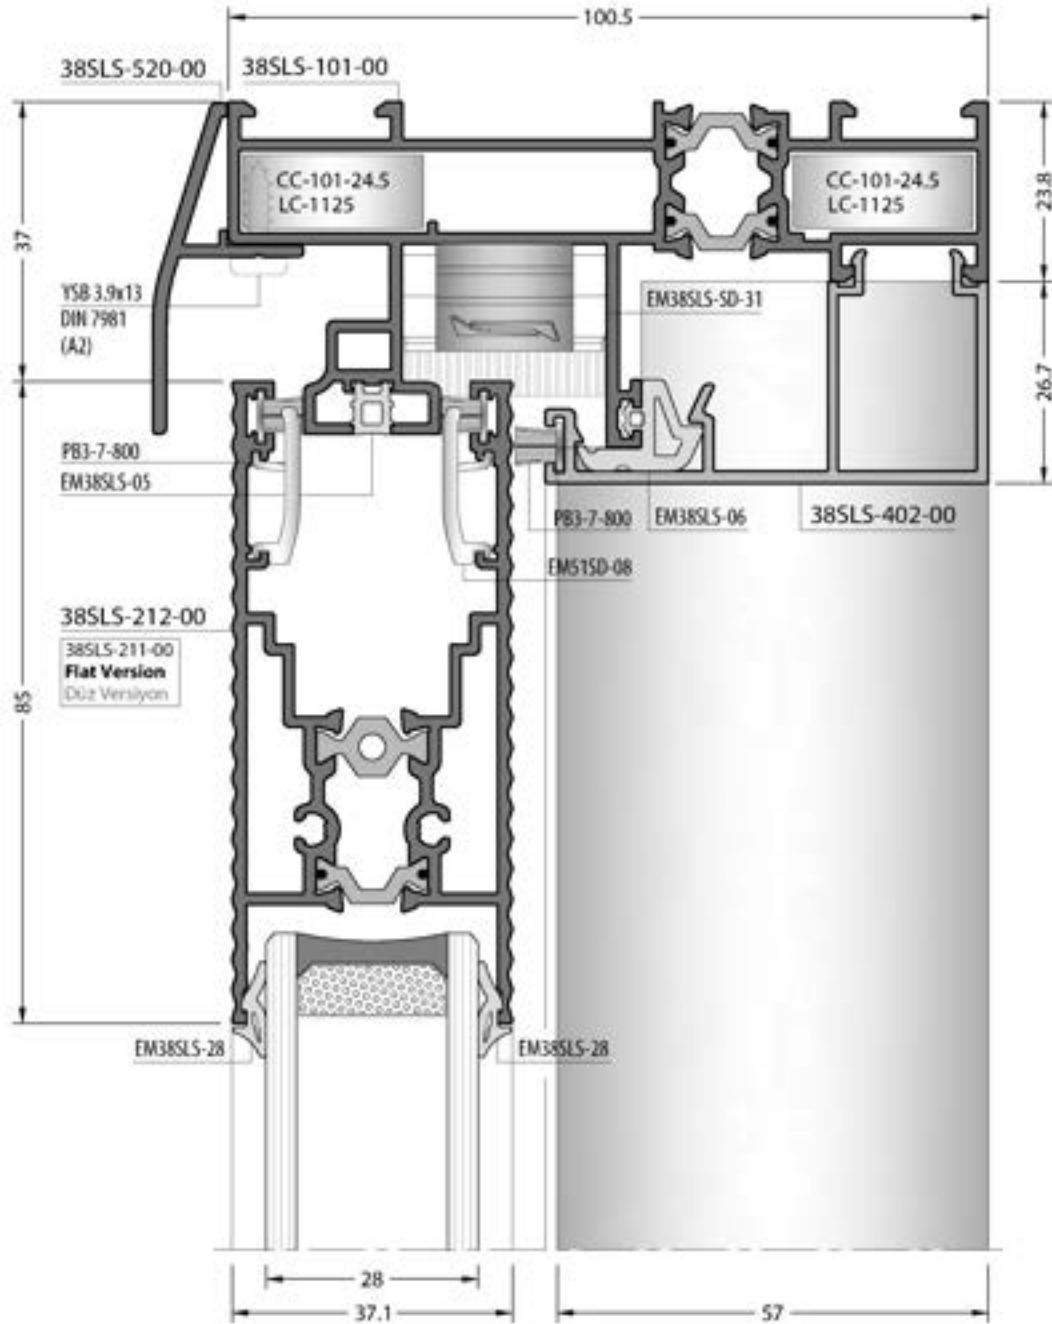 100.5
38SLS-520-00
38SLS-101-00
CC-101-24.5
LC-1125
CC-101-24.5
LC-1125
23.8
37
YSB 3.9x13
DIN 7981
(A2)
EM38SLS-SD-31
26.7
PB3-7-800
EM38SLS-05
PB3-7-800
EM38SLS-06
38SLS-402-00
EM51SD-08
38SLS-212-00
38SLS-211-00
Flat Version
Düz Versiyon
85
EM38SLS-28
EM38SLS-28
28
37.1
57